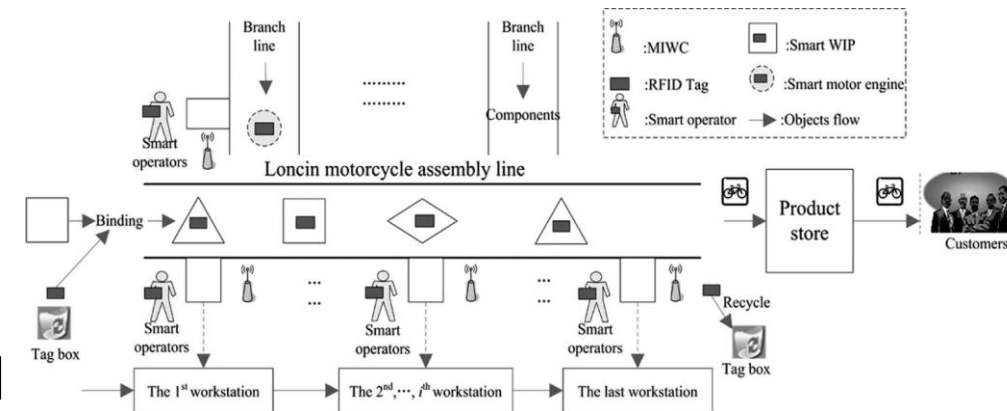 Branch
line
Branch
line
.........
.........
Components
Smart
operators
:MIWC
:Smart WIP
:RFID Tag
:Smart motor engine
:Smart operator
:Objects flow
Loncin motorcycle assembly line
Binding
Product
store
Customers
Tag box
Smart
operators
...
...
Smart
operators
...
...
Smart
operators
Recycle
Tag box
The 1st workstation
The 2nd,···, ith workstation
The last workstation